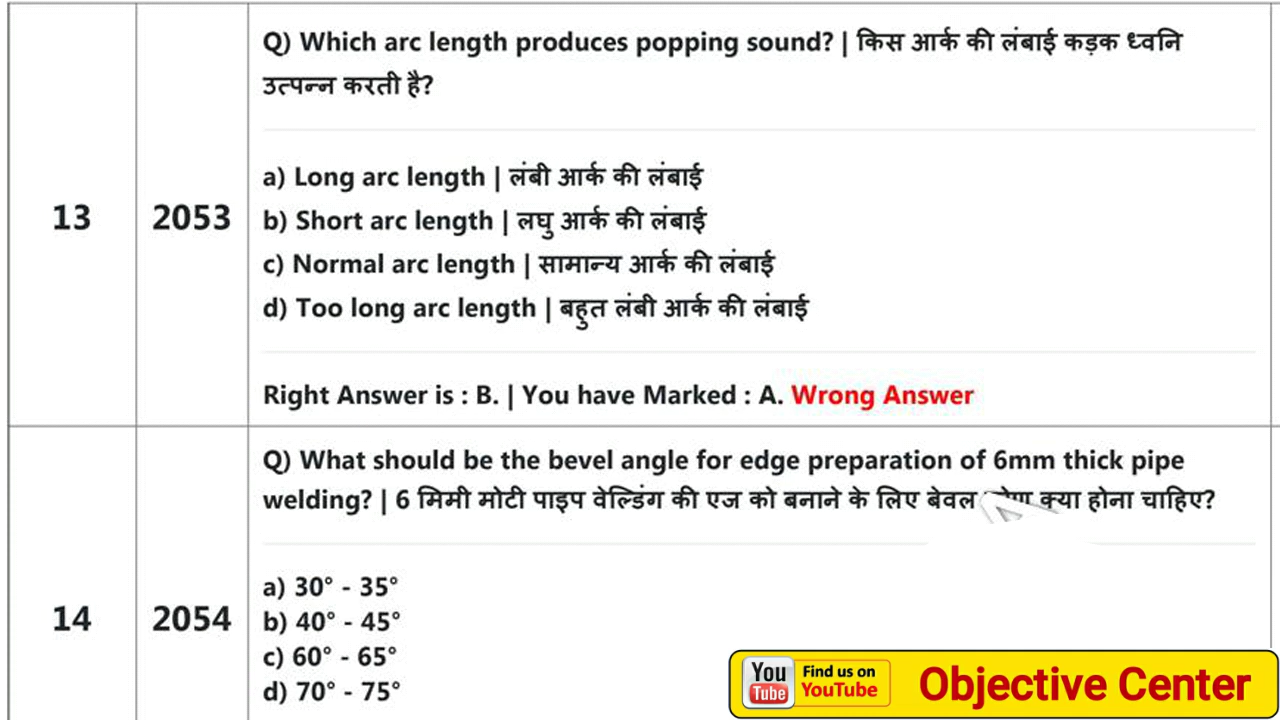 Q) Which arc length produces popping sound? | किस आर्क की लंबाई कड़क ध्वनि
उत्पन्न करती है?
13
2053
a) Long arc length | लंबी आर्क की लंबाई
b) Short arc length | लघु आर्क की लंबाई
c) Normal arc length | सामान्य आर्क की लंबाई
d) Too long arc length | बहुत लंबी आर्क की लंबाई
Right Answer is : B. | You have Marked : A. Wrong Answer
Q) What should be the bevel angle for edge preparation of 6mm thick pipe
welding? | 6 मिमी मोटी पाइप वेल्डिंग की एज को बनाने के लिए बेवल क्या होना चाहिए?
14
2054
a) 30° - 35°
b) 40° - 45°
c) 60° - 65°
d) 70° - 75°
You
Tube
Find us on
YouTube
Objective Center